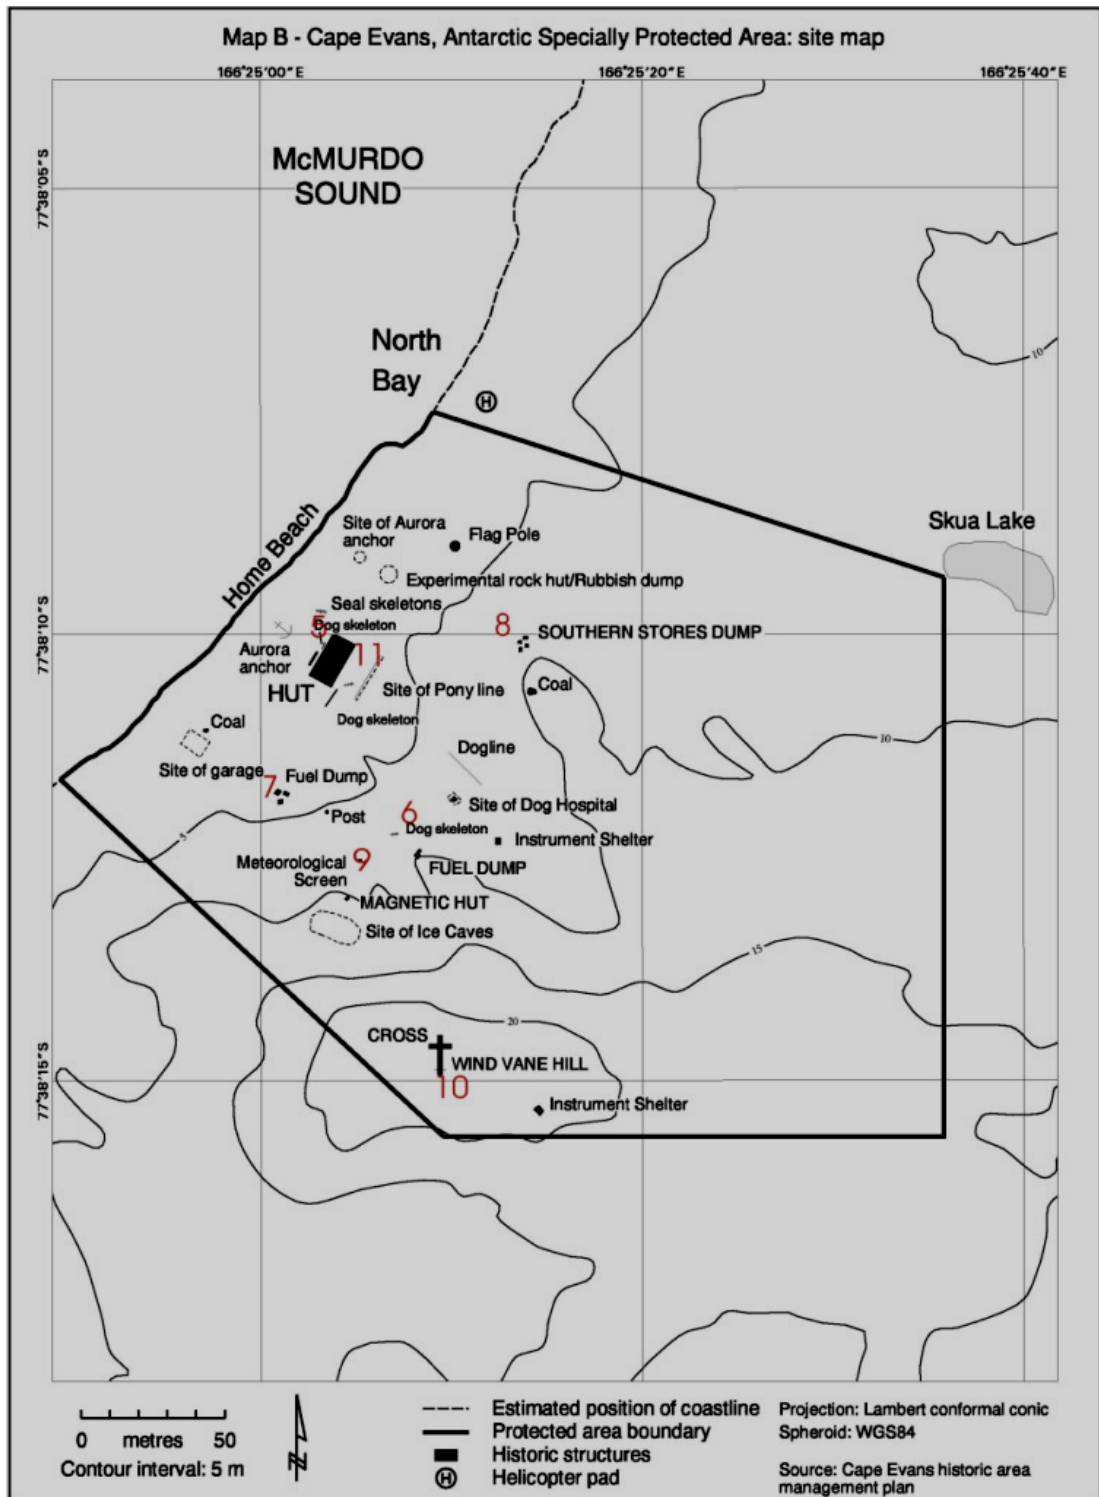 Map B - Cape Evans, Antarctic Specially Protected Area: site map
166°25'00"E
166°25'20"E
166°25'40"E
77°38'05"S
McMURDO
SOUND
North
Bay
H
10
Home Beach
Skua Lake
Site of Aurora
anchor
Flag Pole
Experimental rock hut/Rubbish dump
Seal skeletons
77°38'10"S
5
Dog skeleton
8
SOUTHERN STORES DUMP
Aurora
anchor
11
HUT
Site of Pony line
Coal
Dog skeleton
Coal
10
Dogline
Site of garage
7
Fuel Dump
Site of Dog Hospital
Post
6
Dog skeleton
Instrument Shelter
5
Meteorological
Screen
9
FUEL DUMP
MAGNETIC HUT
Site of Ice Caves
15
20
CROSS
WIND VANE HILL
77°38'15"S
10
Instrument Shelter
0 metres 50
Contour interval: 5 m
N
Estimated position of coastline
Protected area boundary
Historic structures
H
Helicopter pad
Projection: Lambert conformal conic
Spheroid: WGS84
Source: Cape Evans historic area
management plan